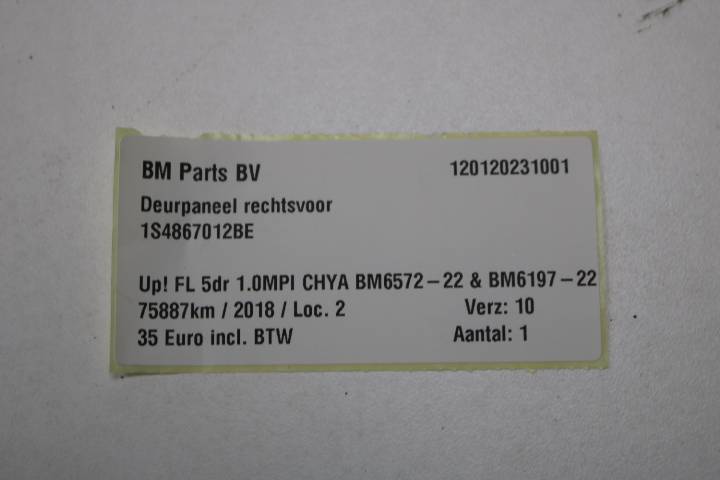 BM Parts BV 120120231001
Deurpaneel rechtsvoor
1S4867012BE
Up! FL 5dr 1.0MPI CHYA BM6572-22 & BM6197-22
75887km / 2018 / Loc. 2 Verz: 10
35 Euro incl. BTW Aantal: 1